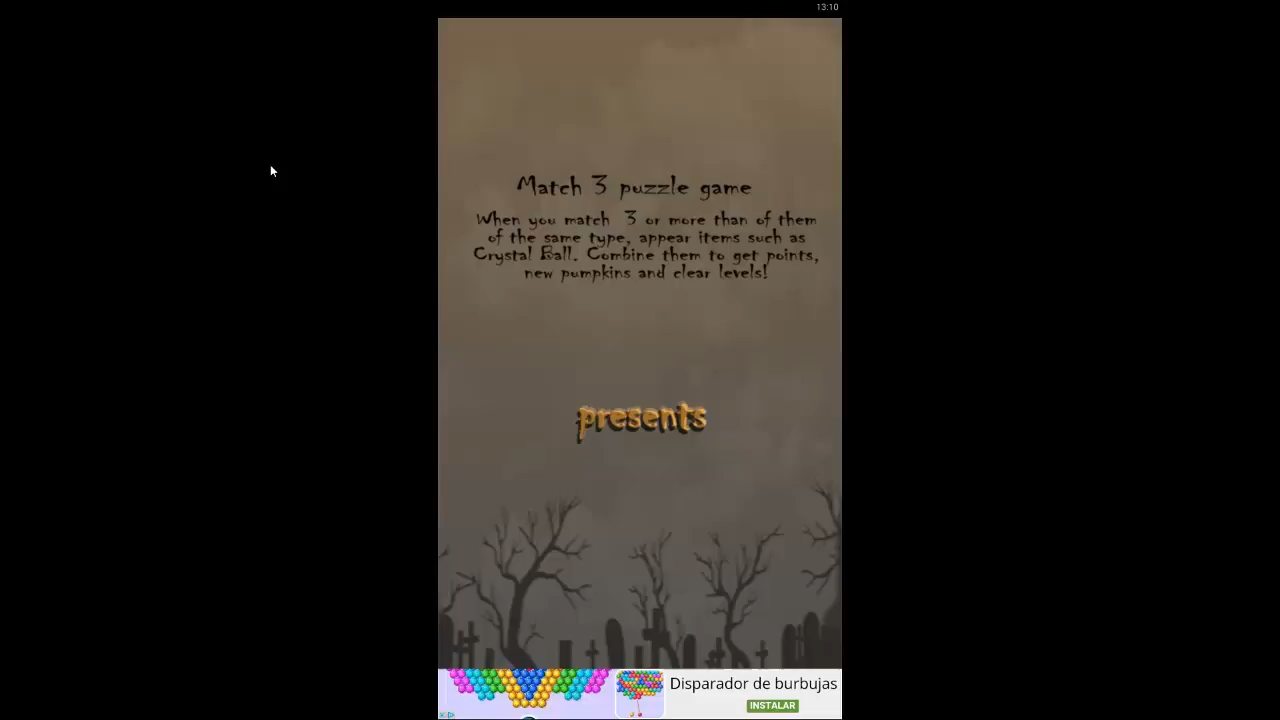 13:10
Match 3 puzzle game
When you match 3 or more than of them
of the same type, appear items such as
Crystal Ball. Combine them to get points,
new pumpkins and clear levels!
presents
Disparador de burbujas
INSTALAR